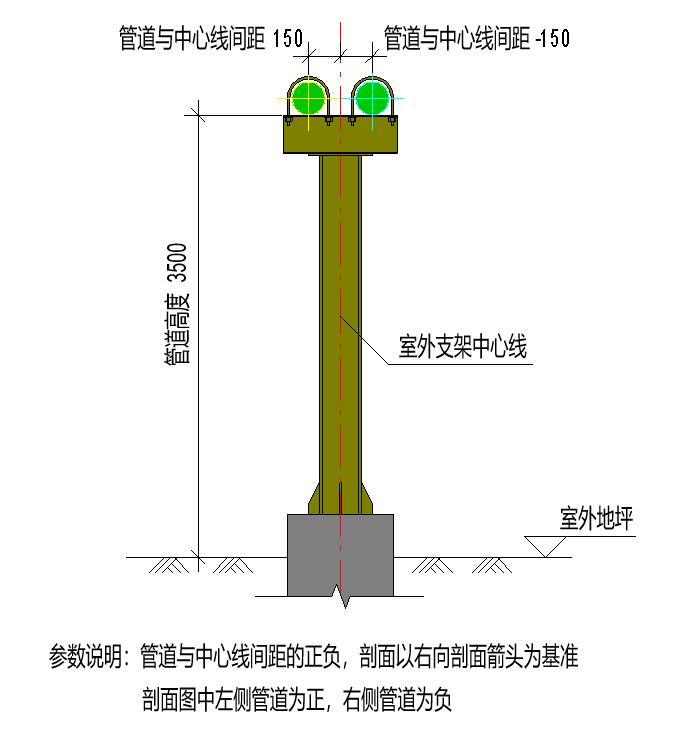 管道与中心线间距 150
管道与中心线间距 -150
管道高度 3500
室外支架中心线
室外地坪
参数说明：管道与中心线间距的正负，剖面以右向剖面箭头为基准
剖面图中左侧管道为正，右侧管道为负